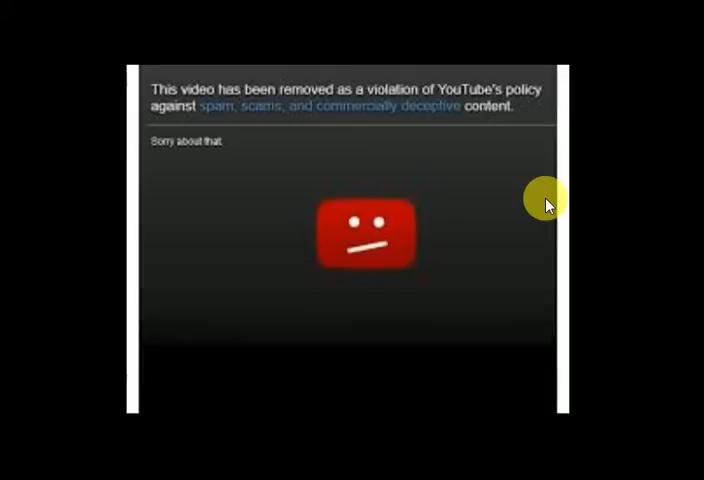 This video has been removed as a violation of YouTube's policy
against spam, scams, and commercially deceptive content.
Sorry about that.